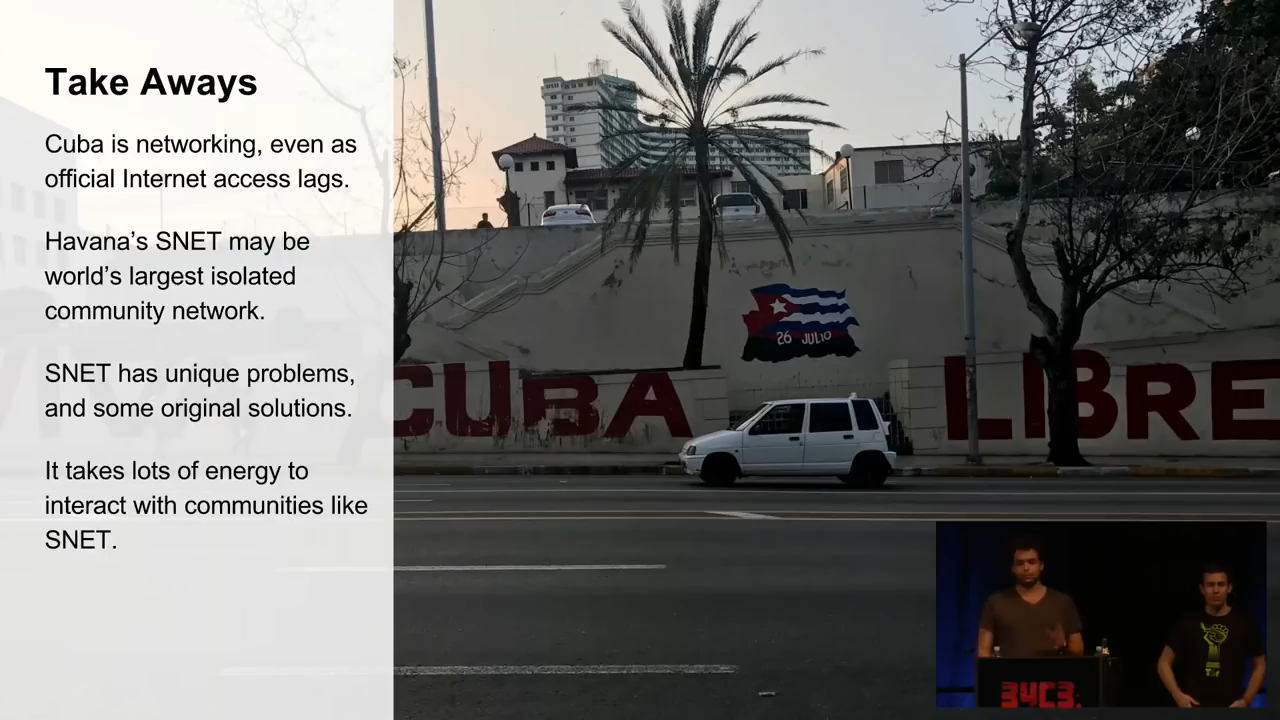 Take Aways
Cuba is networking, even as
official Internet access lags.
Havana’s SNET may be
world’s largest isolated
community network.
SNET has unique problems,
and some original solutions.
It takes lots of energy to
interact with communities like
SNET.
26 JULIO
CUBA LIBRE
34C3